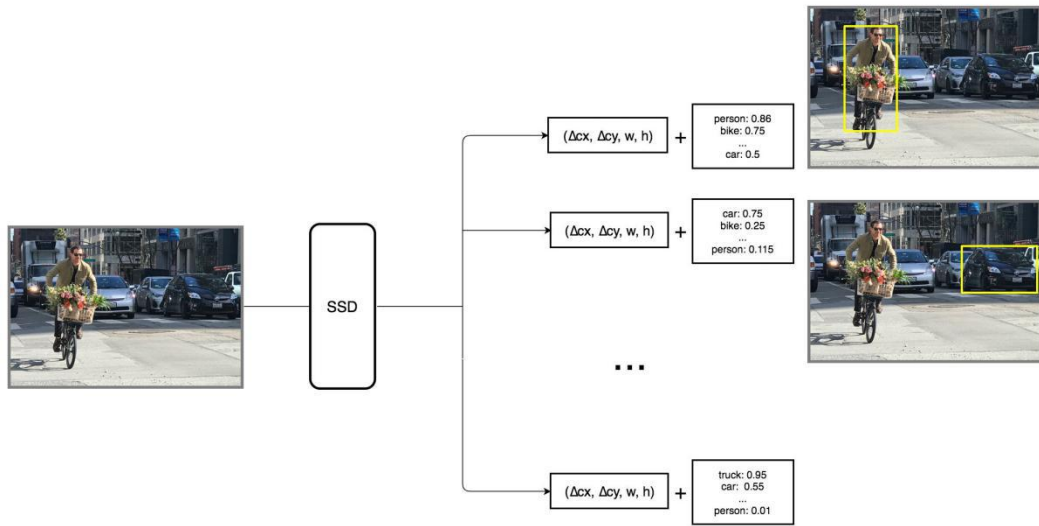 (Δcx, Δcy, w, h)
+
person: 0.86
bike: 0.75
...
car: 0.5
(Δcx, Δcy, w, h)
+
car: 0.75
bike: 0.25
...
person: 0.115
SSD
...
(Δcx, Δcy, w, h)
+
truck: 0.95
car: 0.55
...
person: 0.01